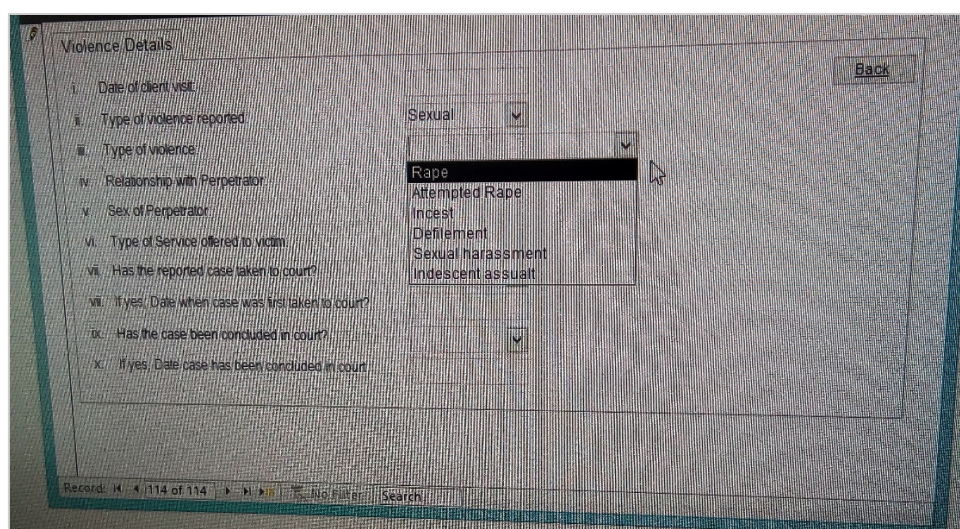 Violence Details
Back
i. Date of client visit
ii. Type of violence reported
Sexual
iii. Type of violence
Rape
Attempted Rape
Incest
Defilement
Sexual harassment
Indescent assualt
iv. Relationship with Perpetrator
v. Sex of Perpetrator
vi. Type of Service offered to victim.
vii. Has the reported case taken to court?
viii. If yes, Date when case was first taken to court?
ix. Has the case been concluded in court?
x. If yes, Date case has been concluded in court
Record: 114 of 114 No Filter Search